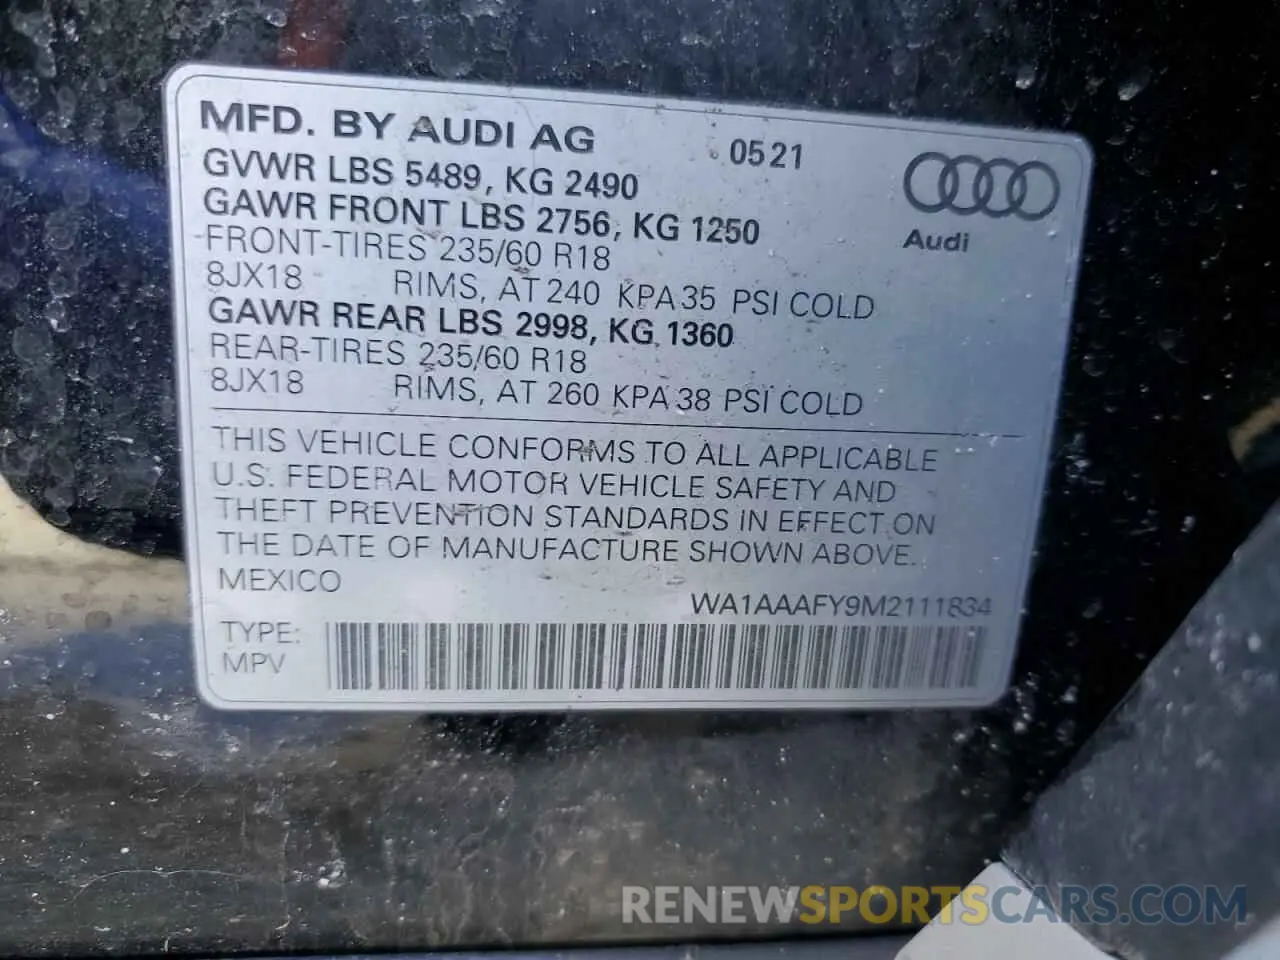 MFD. BY AUDI AG 0521
GVWR LBS 5489, KG 2490
GAWR FRONT LBS 2756, KG 1250
Audi
FRONT-TIRES 235/60 R18
8JX18 RIMS, AT 240 KPA 35 PSI COLD
GAWR REAR LBS 2998, KG 1360
REAR-TIRES 235/60 R18
8JX18 RIMS, AT 260 KPA 38 PSI COLD
THIS VEHICLE CONFORMS TO ALL APPLICABLE
U.S. FEDERAL MOTOR VEHICLE SAFETY AND
THEFT PREVENTION STANDARDS IN EFFECT ON
THE DATE OF MANUFACTURE SHOWN ABOVE.
MEXICO
WA1AAAFY9M2111834
TYPE:
MPV
RENEWSPORTSCARS.COM